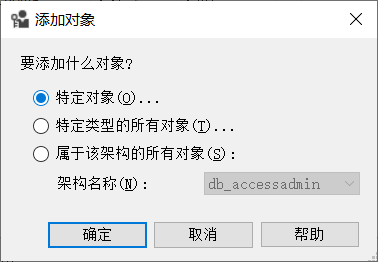 添加对象
要添加什么对象?
特定对象(O)...
特定类型的所有对象(T)...
属于该架构的所有对象(S):
架构名称(N):
db_accessadmin
确定
取消
帮助